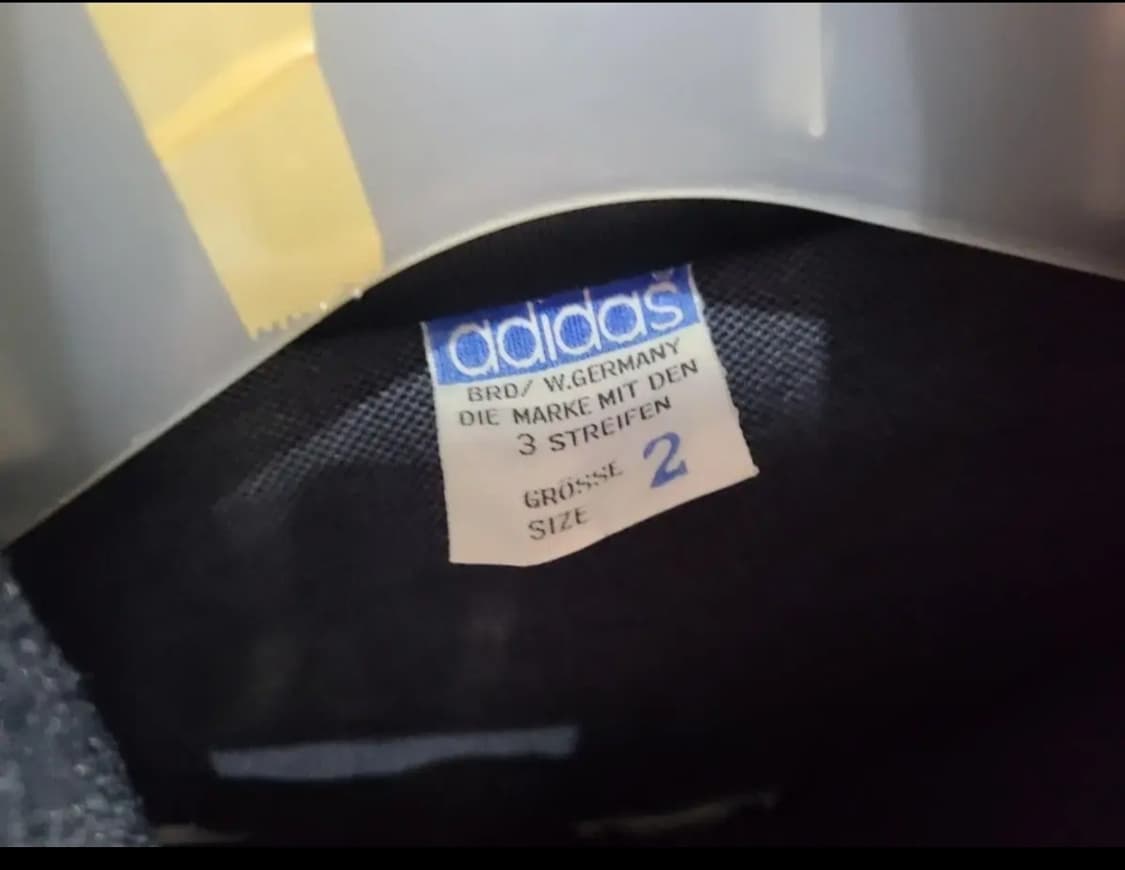 adidas
BRD/ W.GERMANY
DIE MARKE MIT DEN
3 STREIFEN
GRÖSSE 2
SIZE